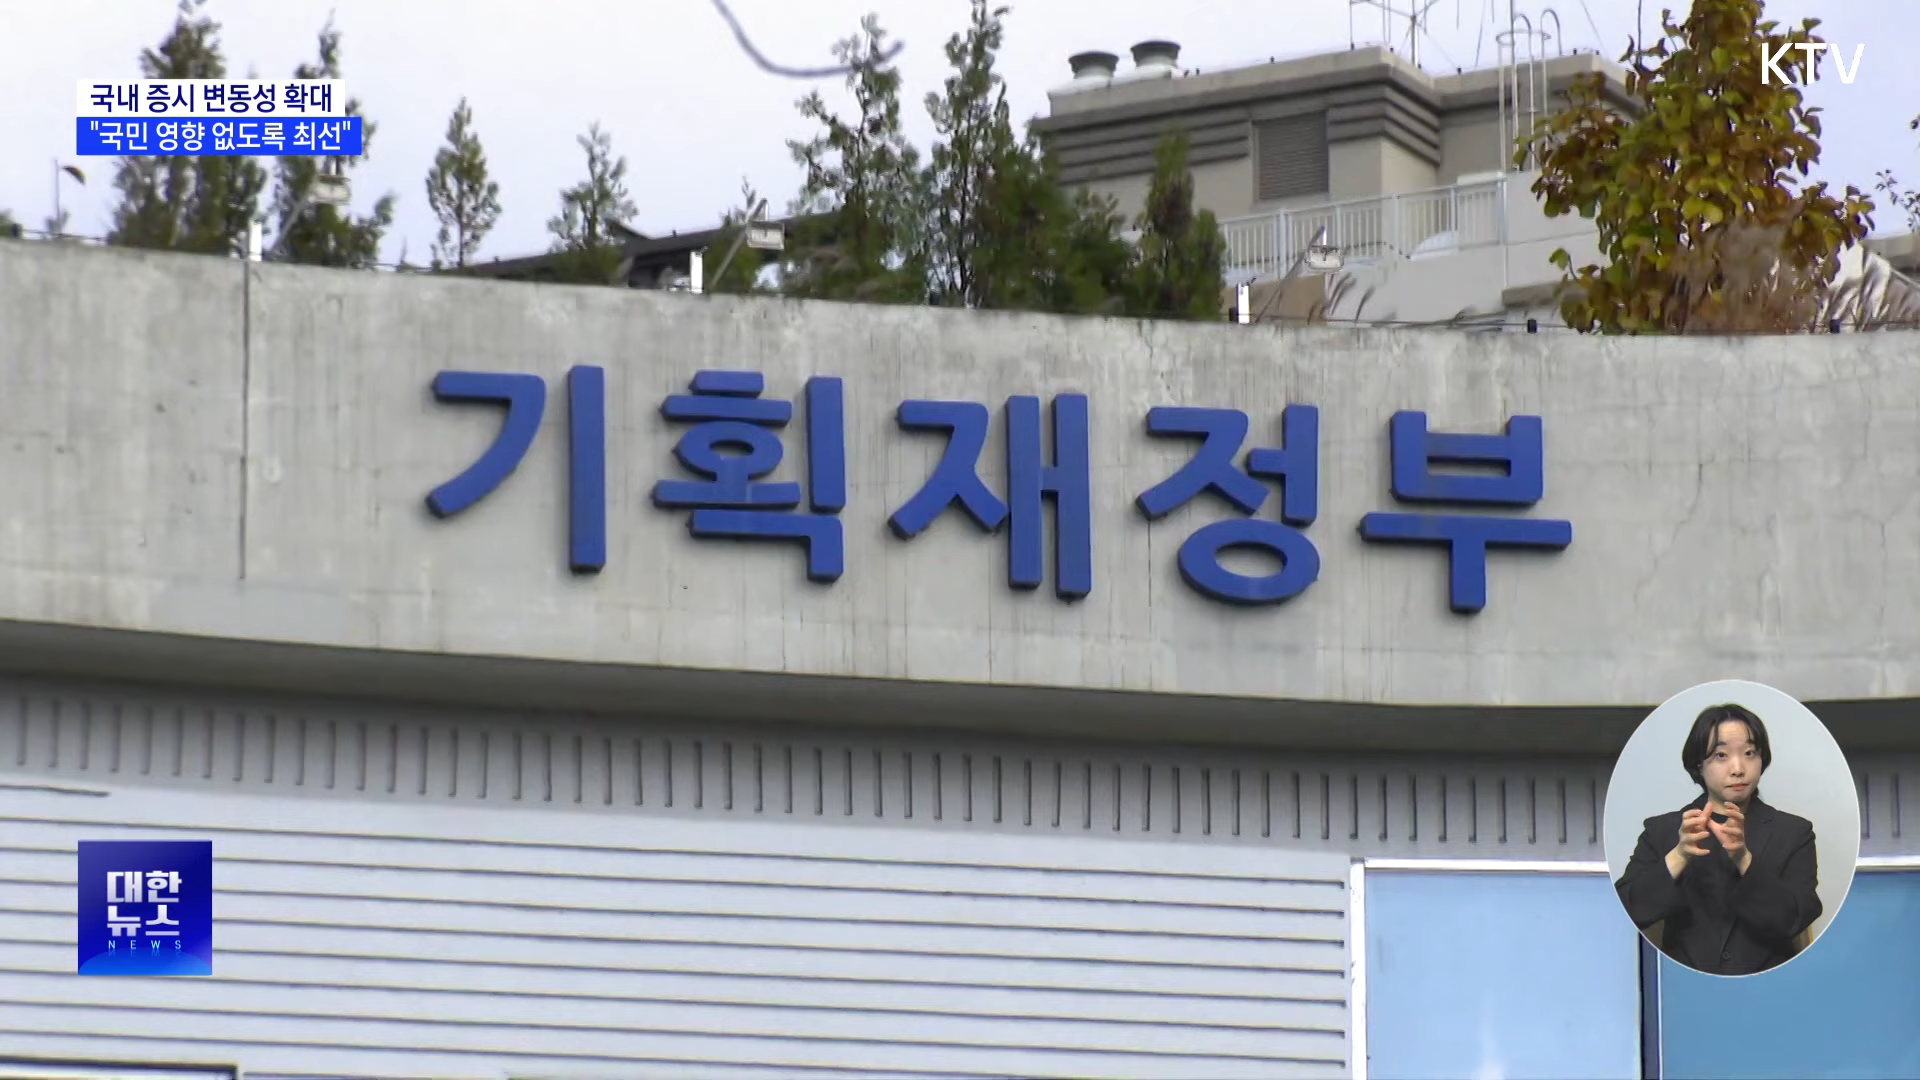 국내 증시 변동성 확대
"국민 영향 없도록 최선"
KTV
기획재정부
대한
뉴스
NEWS